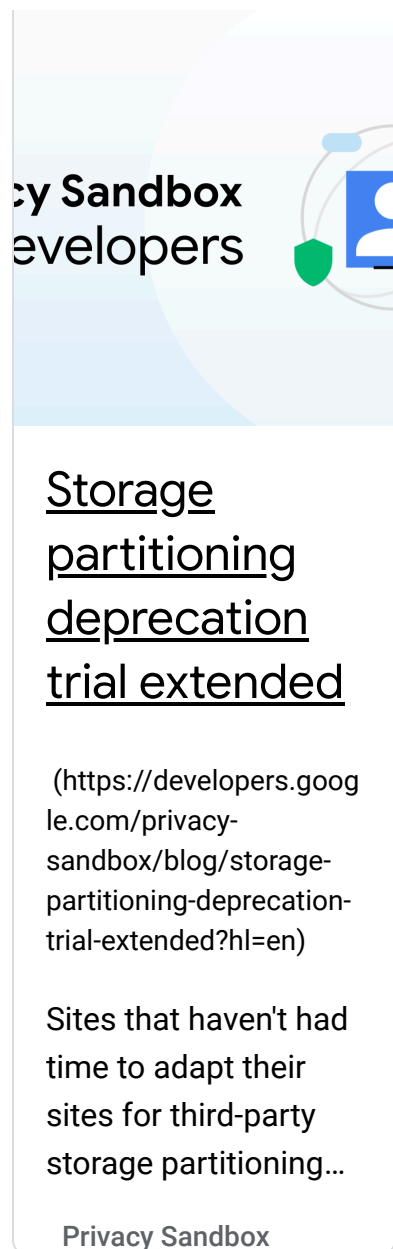 cy Sandbox
evelopers
Storage
partitioning
deprecation
trial extended
(https://developers.goog
le.com/privacy-
sandbox/blog/storage-
partitioning-deprecation-
trial-extended?hl=en)
Sites that haven't had
time to adapt their
sites for third-party
storage partitioning…
Privacy Sandbox